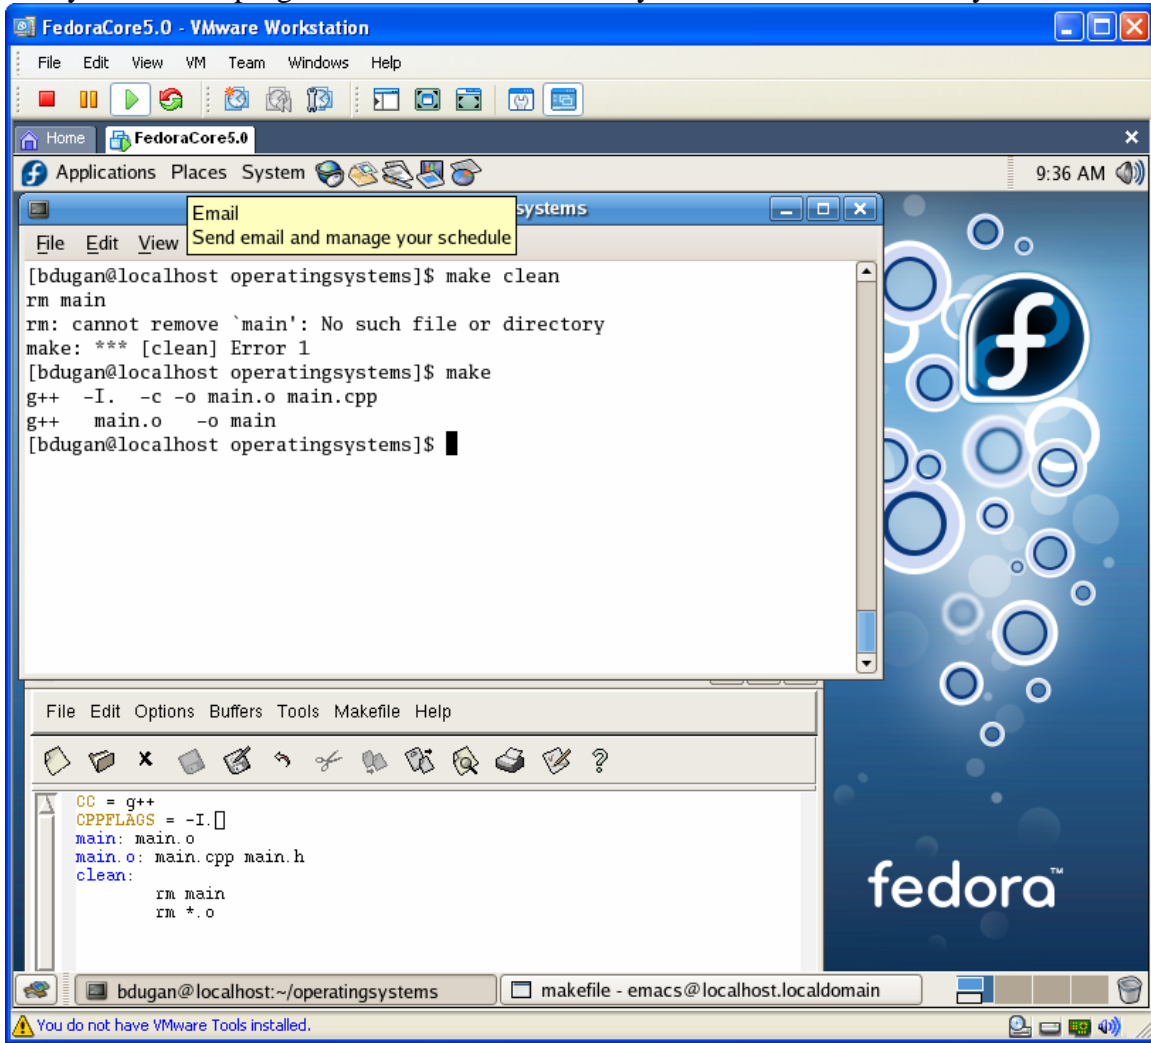 FedoraCore5.0 - VMware Workstation
File Edit View VM Team Windows Help
Home FedoraCore5.0
Applications Places System 9:36 AM
systems
Email
Send email and manage your schedule
File Edit View
[bdugan@localhost operatingsystems]$ make clean
rm main
rm: cannot remove `main': No such file or directory
make: *** [clean] Error 1
[bdugan@localhost operatingsystems]$ make
g++  -I.  -c -o main.o main.cpp
g++   main.o   -o main
[bdugan@localhost operatingsystems]$
File Edit Options Buffers Tools Makefile Help
CC = g++
CPPFLAGS = -I.
main: main.o
main.o: main.cpp main.h
clean:
rm main
rm *.o
fedora™
bdugan@localhost:~/operatingsystems makefile - emacs@localhost.localdomain
You do not have VMware Tools installed.